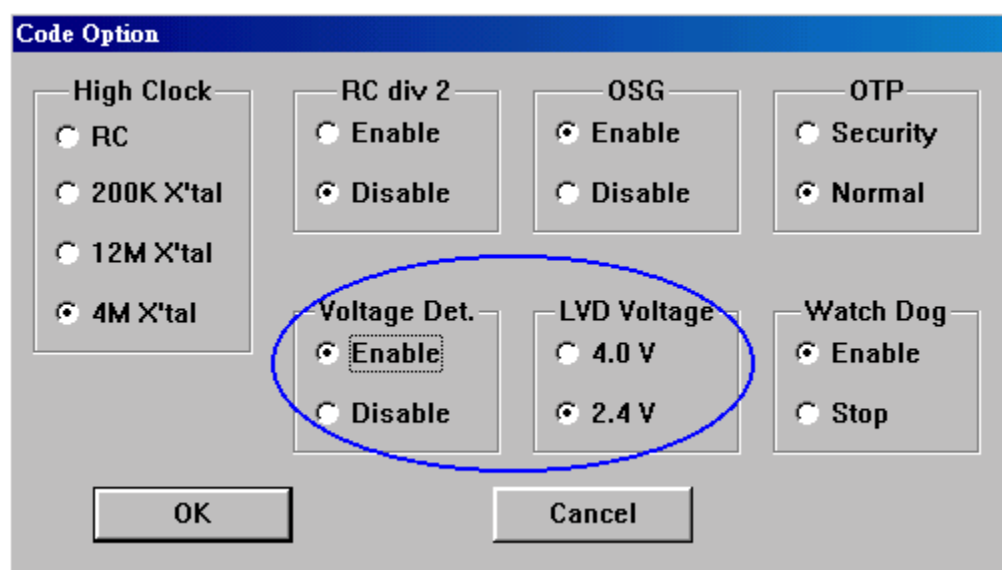 Code Option
High Clock
RC
200K X'tal
12M X'tal
4M X'tal
RC div 2
Enable
Disable
OSG
Enable
Disable
OTP
Security
Normal
Voltage Det.
Enable
Disable
LVD Voltage
4.0 V
2.4 V
Watch Dog
Enable
Stop
OK
Cancel